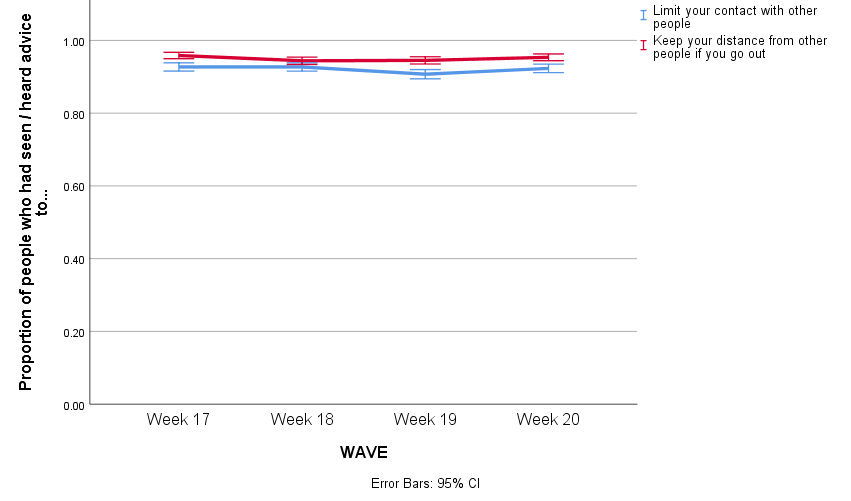 Limit your contact with other
people
Keep your distance from other
people if you go out
Proportion of people who had seen / heard advice
to...
1.00
0.80
0.60
0.40
0.20
0.00
Week 17
Week 18
Week 19
Week 20
WAVE
Error Bars: 95% CI